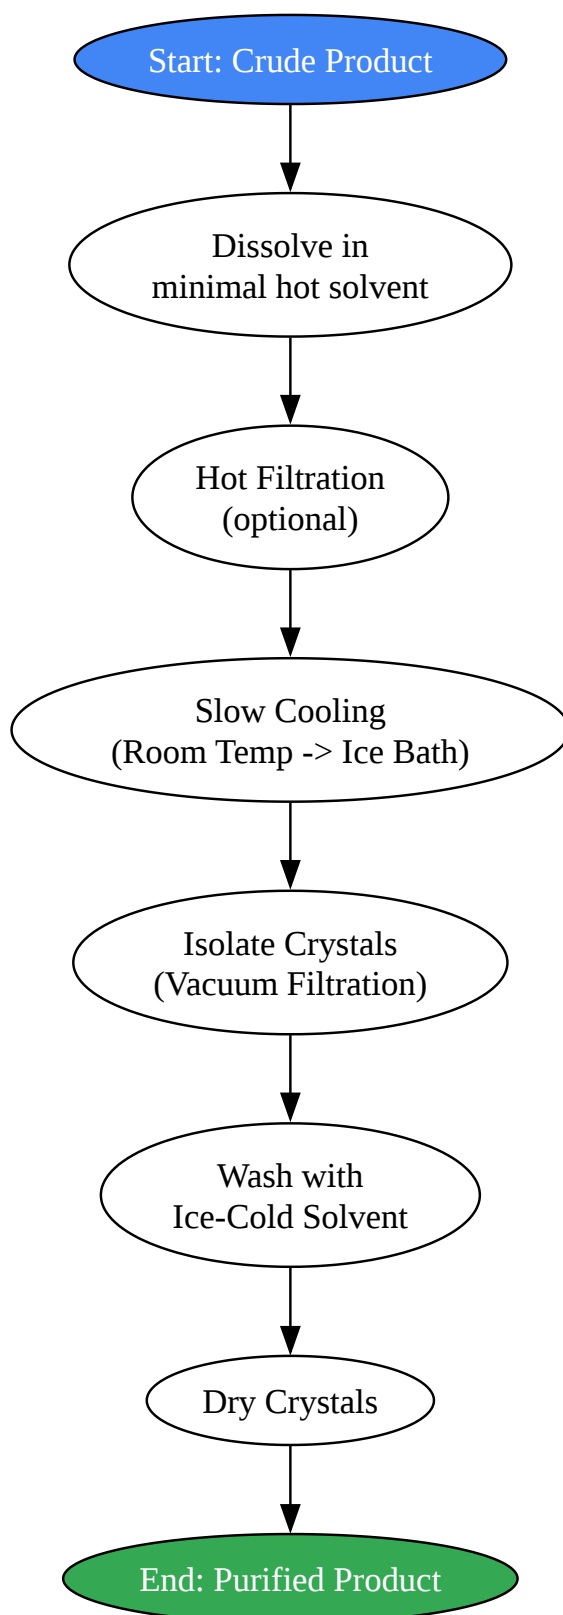 Start: Crude Product
Dissolve in
minimal hot solvent
Hot Filtration
(optional)
Slow Cooling
(Room Temp -> Ice Bath)
Isolate Crystals
(Vacuum Filtration)
Wash with
Ice-Cold Solvent
Dry Crystals
End: Purified Product